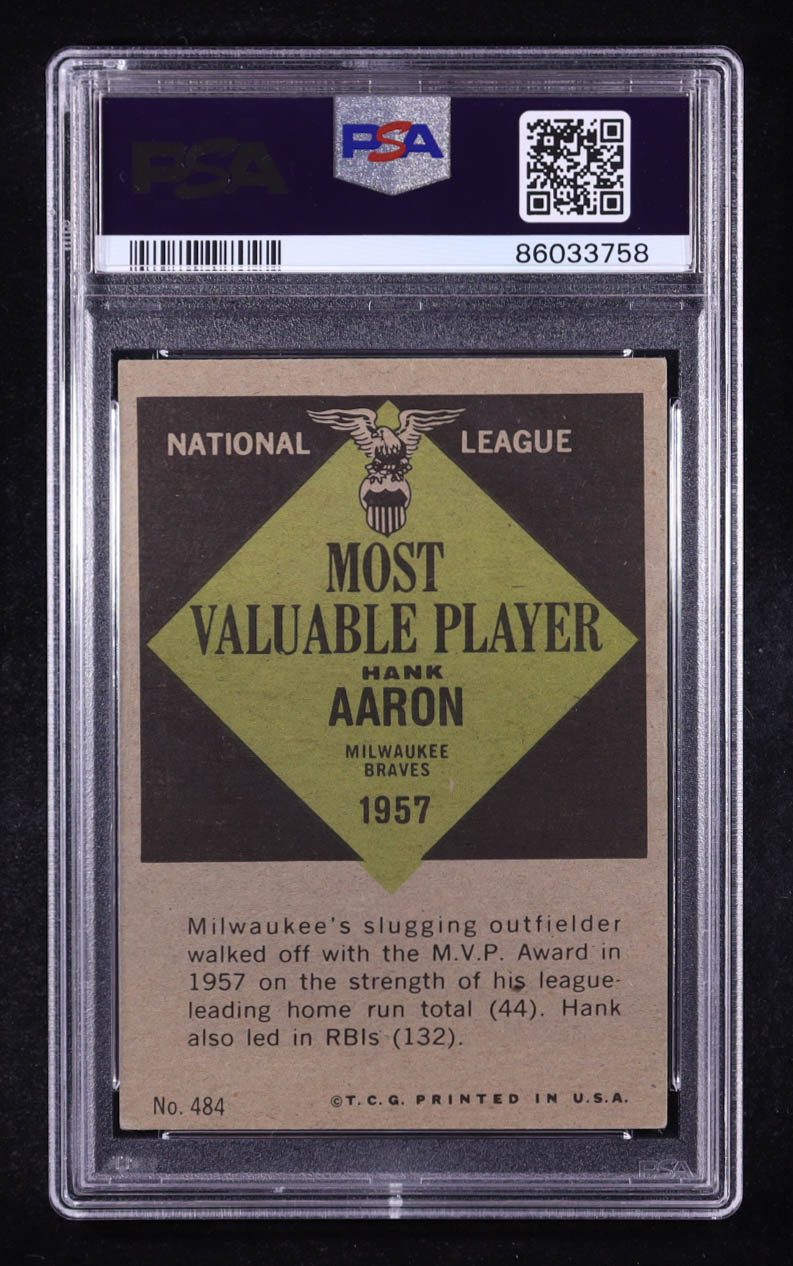 PSA
PSA
86033758
NATIONAL LEAGUE
MOST
VALUABLE PLAYER
HANK
AARON
MILWAUKEE
BRAVES
1957
Milwaukee's slugging outfielder
walked off with the M.V.P. Award in
1957 on the strength of his league-
leading home run total (44). Hank
also led in RBIs (132).
No. 484
©T.C.G. PRINTED IN U.S.A.
PSA